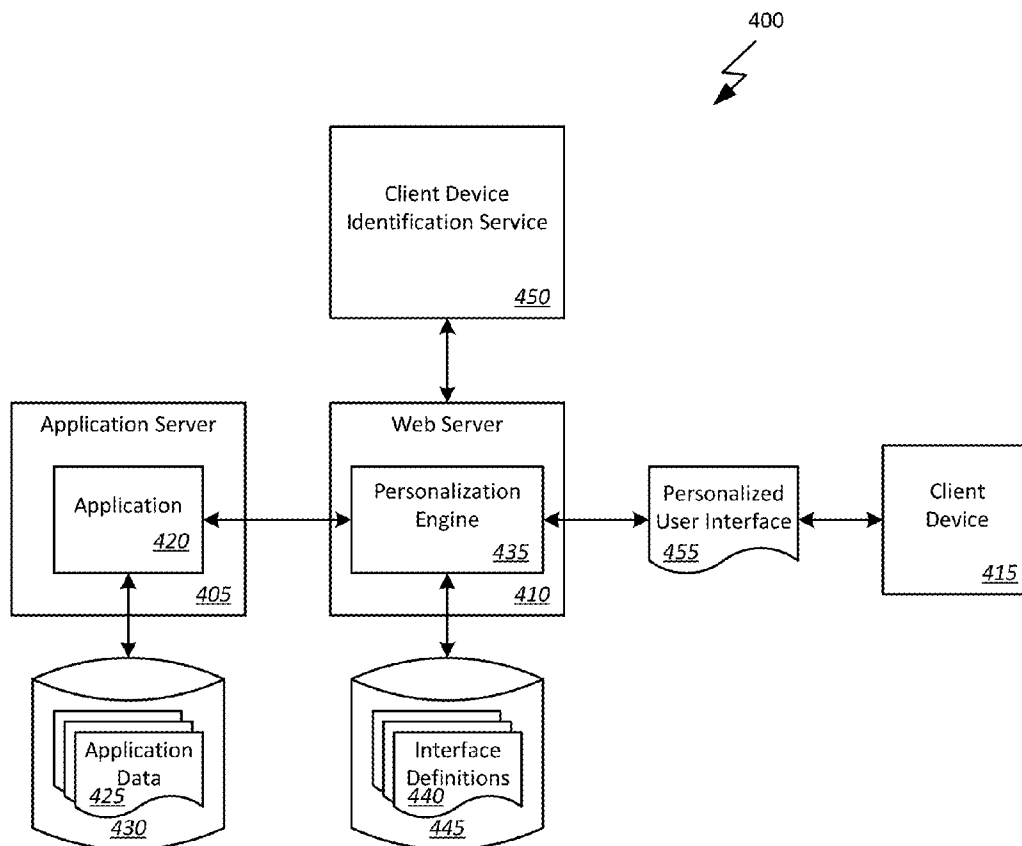 400
Client Device
Identification Service
450
Application Server
Application
420
405
Web Server
Personalization
Engine
435
410
Personalized
User Interface
455
Client
Device
415
Application
Data
425
430
Interface
Definitions
440
445